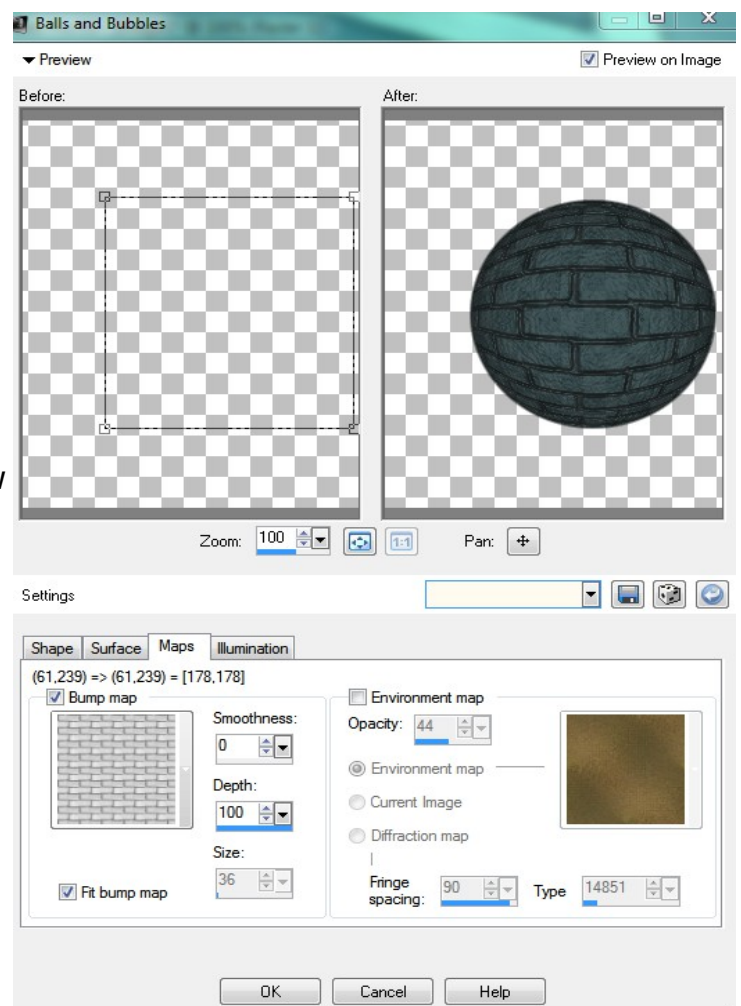 Balls and Bubbles
Preview
Preview on Image
Before:
After:
Zoom: 100
1:1
Pan:
Settings
Shape Surface Maps Illumination
(61,239) => (61,239) = [178,178]
Bump map
Environment map
Smoothness:
0
Opacity: 44
Depth:
100
Environment map
Current Image
Diffraction map
Size:
36
Fit bump map
Fringe
spacing: 90
Type 14851
OK Cancel Help